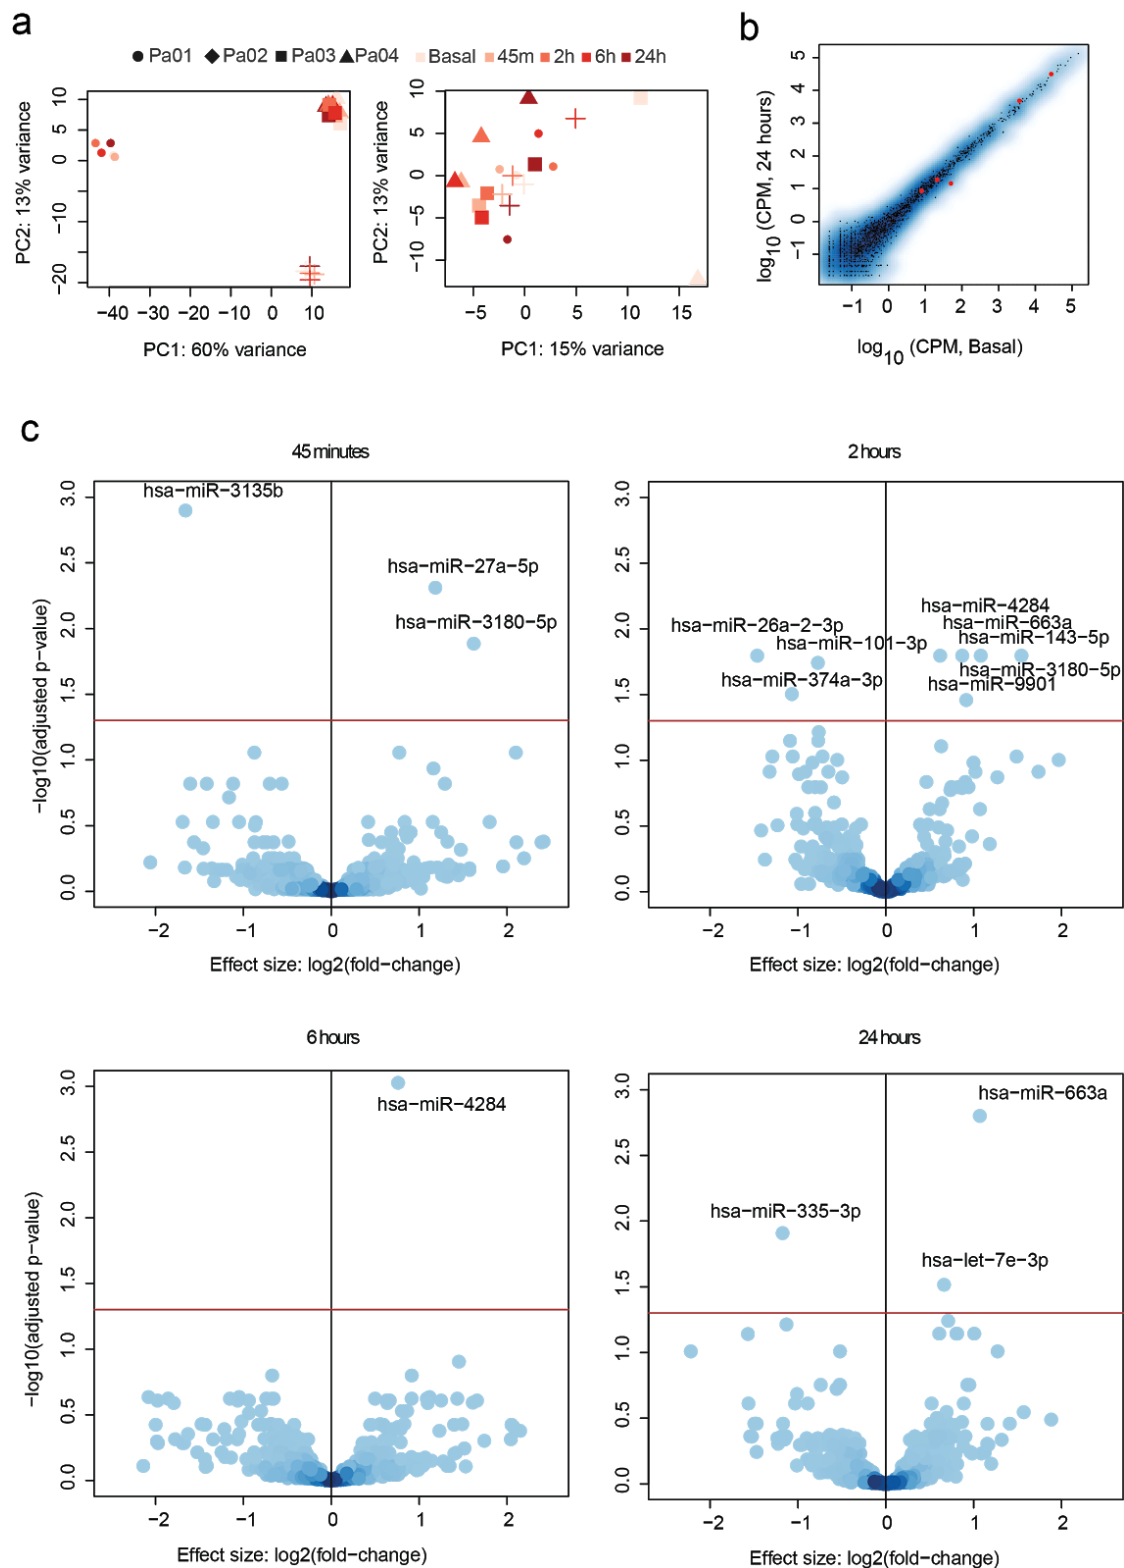 a
Pa01 Pa02 Pa03 Pa04 Basal 45m 2h 6h 24h
PC2: 13% variance
10
5
0
−10
−20
−40 −30 −20 −10 0 10
PC1: 60% variance
PC2: 13% variance
10
5
0
−5
−10
−5 0 5 10 15
PC1: 15% variance
b
log10 (CPM, 24 hours)
5
4
3
2
1
0
−1
−1 0 1 2 3 4 5
log10 (CPM, Basal)
c
45 minutes
−log10(adjusted p−value)
3.0
2.5
2.0
1.5
1.0
0.5
0.0
hsa−miR−3135b
hsa−miR−27a−5p
hsa−miR−3180−5p
−2 −1 0 1 2
Effect size: log2(fold−change)
2 hours
3.0
2.5
2.0
1.5
1.0
0.5
0.0
hsa−miR−4284
hsa−miR−663a
hsa−miR−26a−2−3p
hsa−miR−143−5p
hsa−miR−101−3p
hsa−miR−3180−5p
hsa−miR−374a−3p
hsa−miR−9901
−2 −1 0 1 2
Effect size: log2(fold−change)
6 hours
−log10(adjusted p−value)
3.0
2.5
2.0
1.5
1.0
0.5
0.0
hsa−miR−4284
−2 −1 0 1 2
Effect size: log2(fold−change)
24 hours
3.0
2.5
2.0
1.5
1.0
0.5
0.0
hsa−miR−663a
hsa−miR−335−3p
hsa−let−7e−3p
−2 −1 0 1 2
Effect size: log2(fold−change)